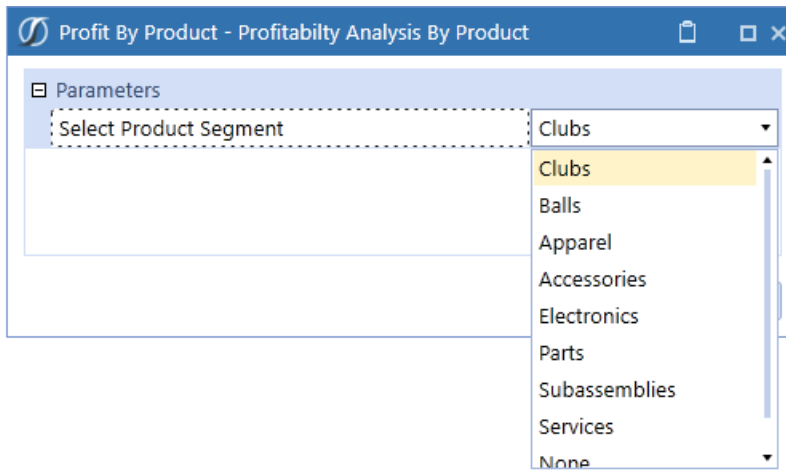 Profit By Product - Profitabilty Analysis By Product
Parameters
Select Product Segment
Clubs
Clubs
Balls
Apparel
Accessories
Electronics
Parts
Subassemblies
Services
None